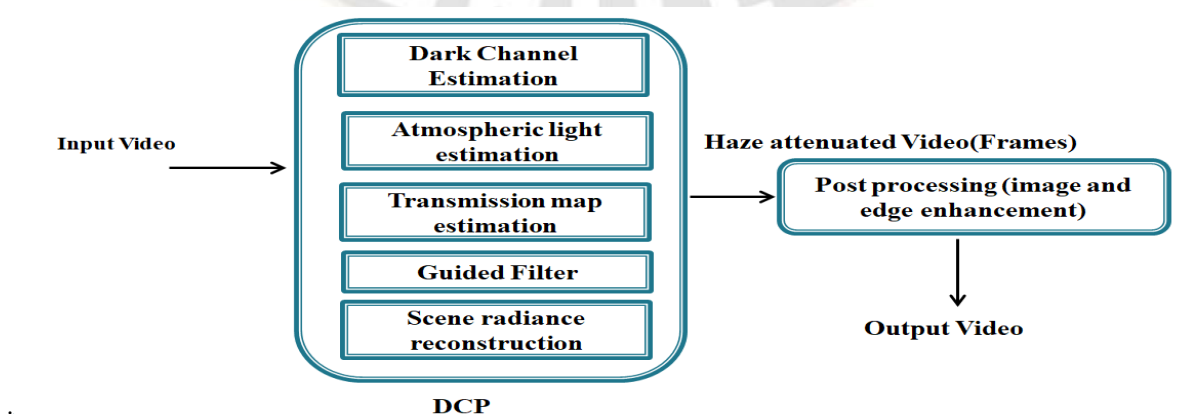 Input Video
Dark Channel
Estimation
Atmospheric light
estimation
Transmission map
estimation
Guided Filter
Scene radiance
reconstruction
DCP
Haze attenuated Video(Frames)
Post processing (image and
edge enhancement)
Output Video
.